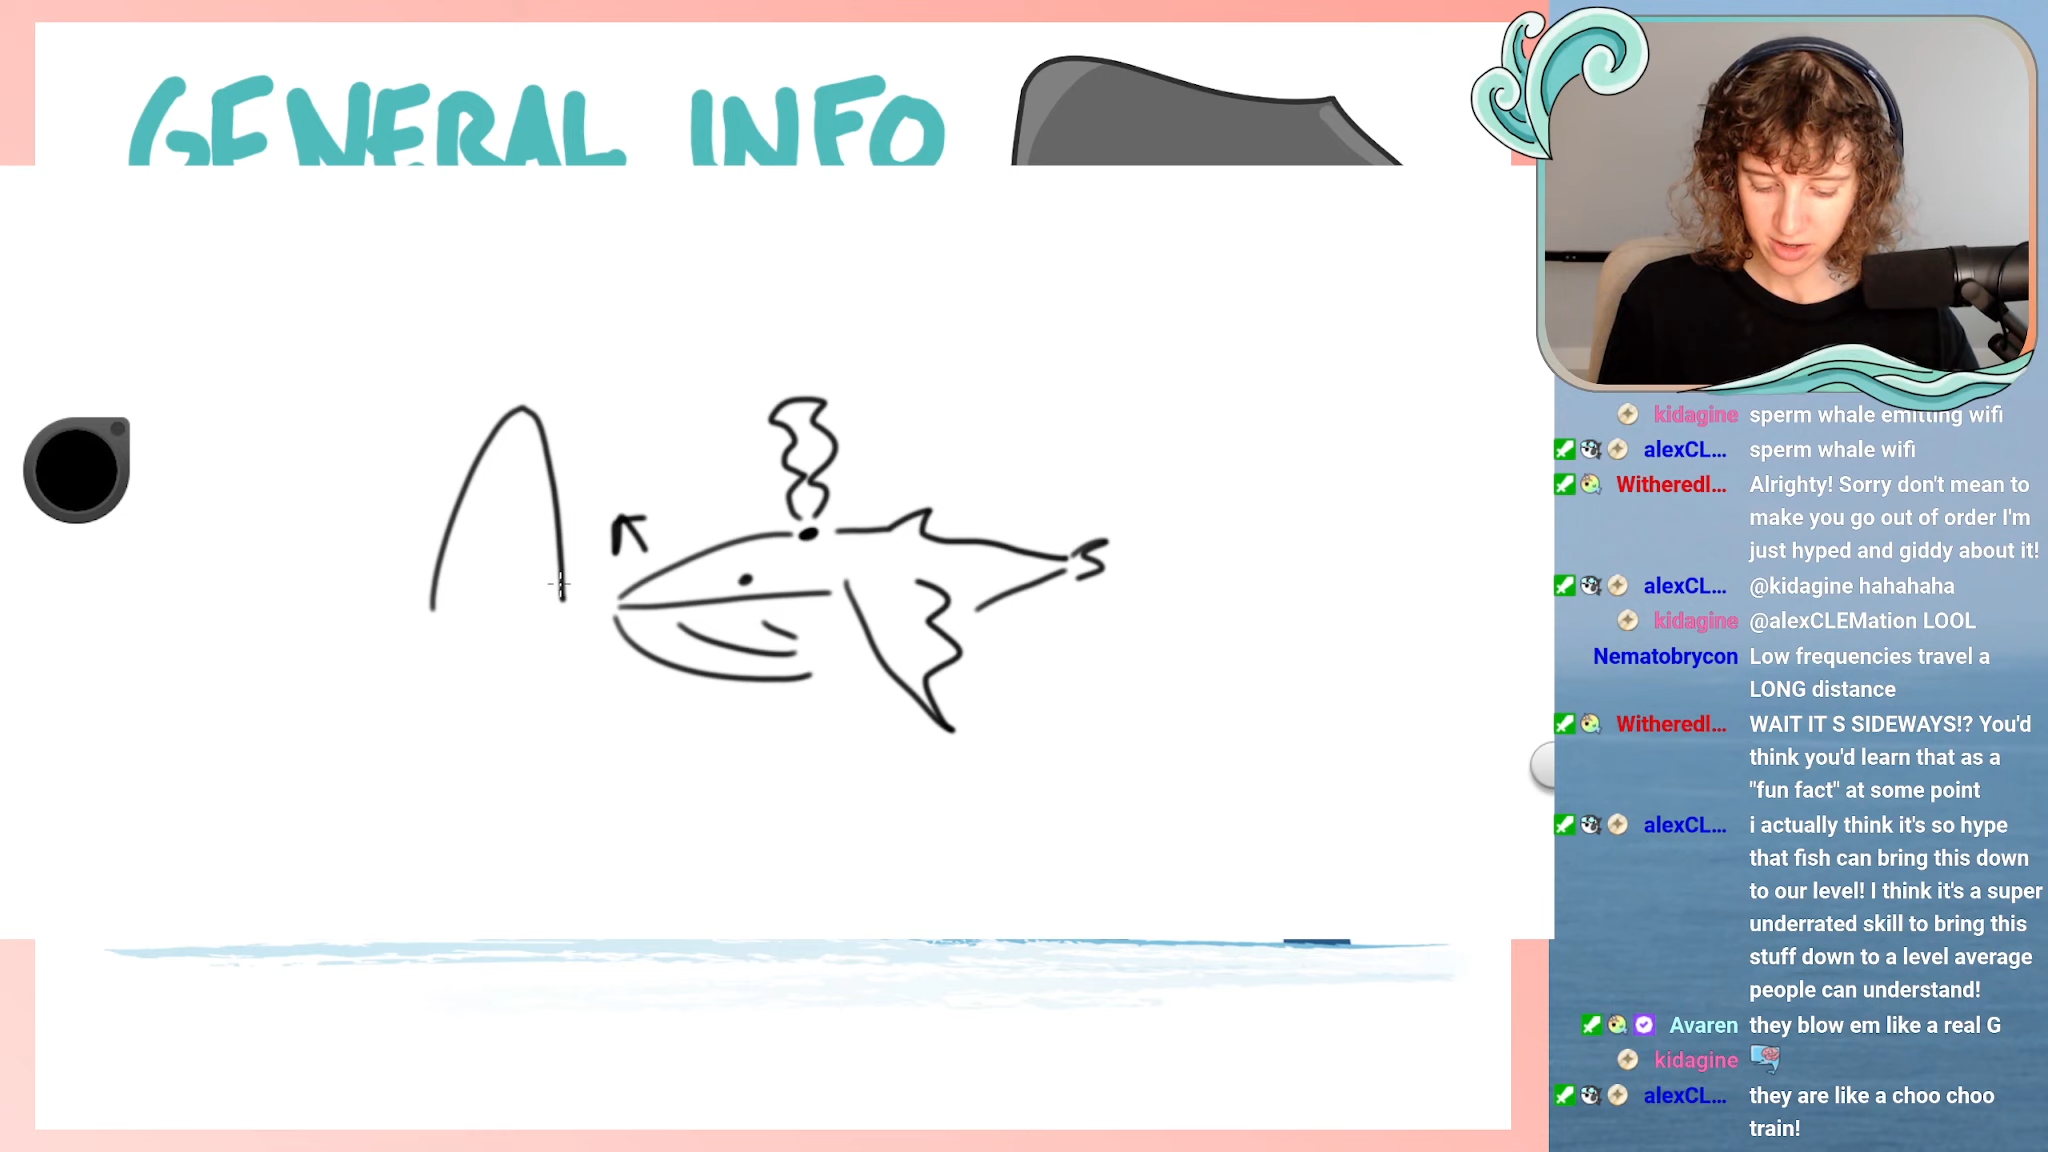 GENERAL INFO
kidagine sperm whale emitting wifi
alexCL... sperm whale wifi
Witheredl... Alrighty! Sorry don't mean to
make you go out of order I'm
just hyped and giddy about it!
alexCL... @kidagine hahahaha
kidagine @alexCLEMation LOOL
Nematobrycon Low frequencies travel a
LONG distance
Witheredl... WAIT IT S SIDEWAYS!? You'd
think you'd learn that as a
"fun fact" at some point
alexCL... i actually think it's so hype
that fish can bring this down
to our level! I think it's a super
underrated skill to bring this
stuff down to a level average
people can understand!
Avaren they blow em like a real G
kidagine
alexCL... they are like a choo choo
train!